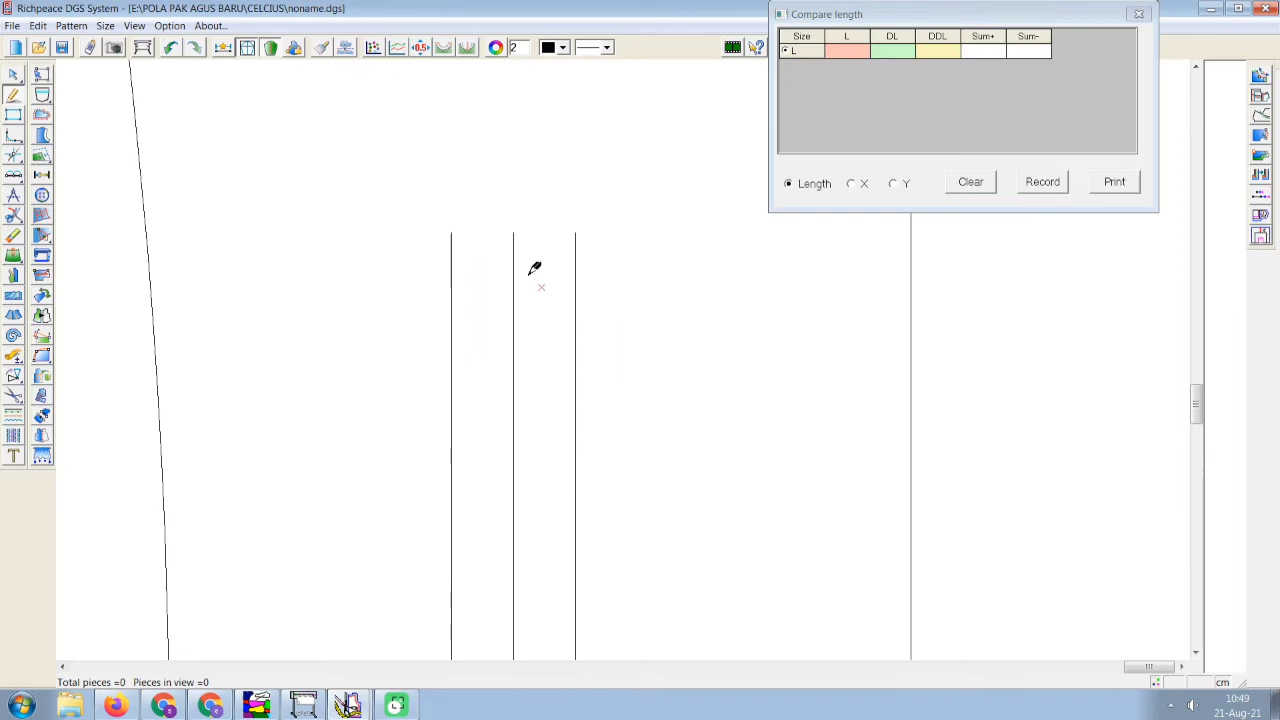 Richpeace DGS System - [E:\POLA PAK AGUS BARU\CELCIUS\noname.dgs]
File Edit Pattern Size View Option About...
2
Compare length
Size L DL DDL Sum+ Sum-
L
Length X Y Clear Record Print
T
Total pieces =0 Pieces in view =0
cm
10:49
21-Aug-21